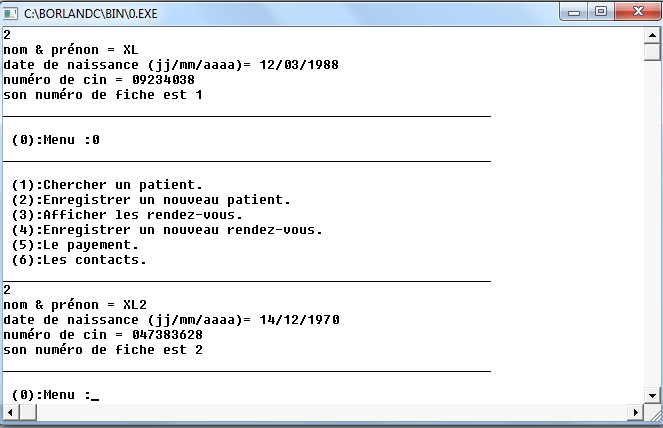 C:\BORLANDC\BIN\0.EXE
2
nom & prénon = XL
date de naissance (jj/mm/aaaa)= 12/03/1988
numéro de cin = 09234038
son numéro de fiche est 1
(0):Menu :0
(1):Chercher un patient.
(2):Enregistrer un nouveau patient.
(3):Afficher les rendez-vous.
(4):Enregistrer un nouveau rendez-vous.
(5):Le payement.
(6):Les contacts.
2
nom & prénon = XL2
date de naissance (jj/mm/aaaa)= 14/12/1970
numéro de cin = 047383628
son numéro de fiche est 2
(0):Menu :_